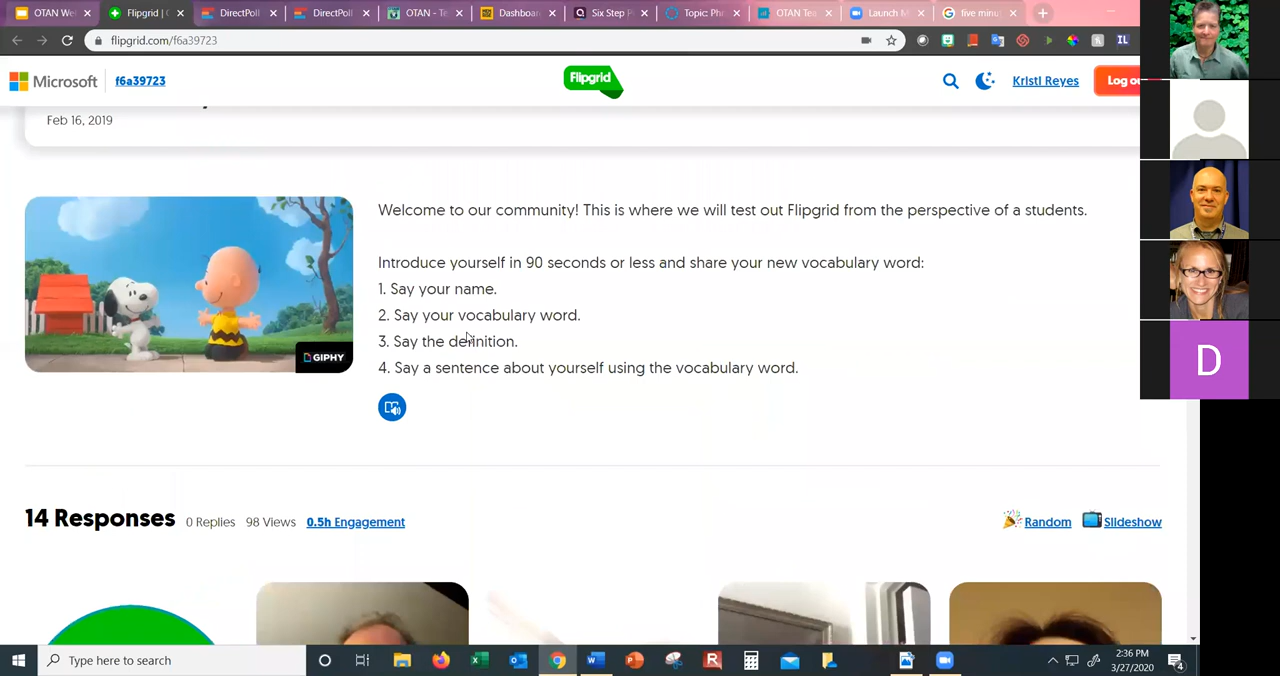 OTAN We
Flipgrid | C
DirectPoll
DirectPoll
OTAN - Te
Dashboar
Six Step P
Topic: Ph
OTAN Tea
Launch M
five minu
flipgrid.com/f6a39723
IL
Microsoft
f6a39723
Flipgrid
Kristi Reyes
Log ou
Feb 16, 2019
Welcome to our community! This is where we will test out Flipgrid from the perspective of a students.
Introduce yourself in 90 seconds or less and share your new vocabulary word:
1. Say your name.
2. Say your vocabulary word.
3. Say the definition.
4. Say a sentence about yourself using the vocabulary word.
GIPHY
D
14 Responses 0 Replies 98 Views 0.5h Engagement
Random Slideshow
Type here to search
2:36 PM
3/27/2020
4